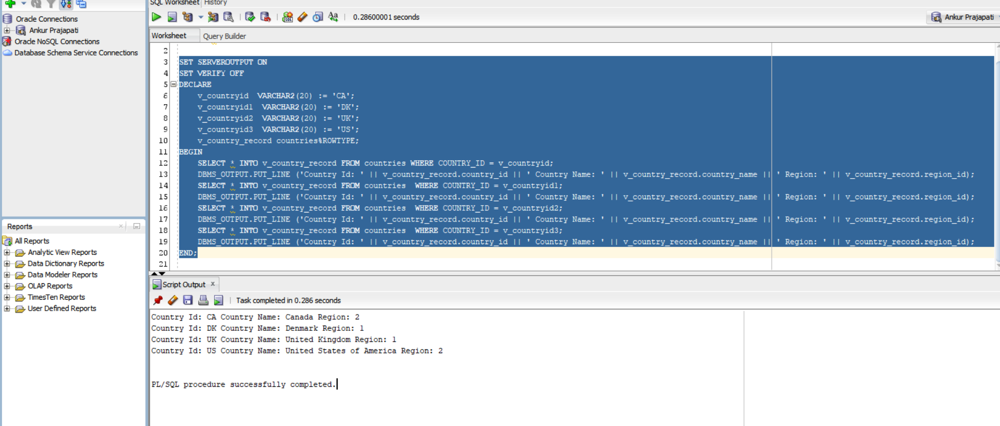 SQL Worksheet History
0.28600001 seconds
Ankur Prajapati
Oracle Connections
Ankur Prajapati
Oracle NoSQL Connections
Database Schema Service Connections
Worksheet Query Builder
2
3 SET SERVEROUTPUT ON
4 SET VERIFY OFF
5 DECLARE
6 v_countryid  VARCHAR2(20) := 'CA';
7 v_countryid1  VARCHAR2(20) := 'DK';
8 v_countryid2  VARCHAR2(20) := 'UK';
9 v_countryid3  VARCHAR2(20) := 'US';
10 v_country_record countries%ROWTYPE;
11 BEGIN
12 SELECT * INTO v_country_record FROM countries WHERE COUNTRY_ID = v_countryid;
13 DBMS_OUTPUT.PUT_LINE ('Country Id: ' || v_country_record.country_id || ' Country Name: ' || v_country_record.country_name || ' Region: ' || v_country_record.region_id);
14 SELECT * INTO v_country_record FROM countries  WHERE COUNTRY_ID = v_countryid1;
15 DBMS_OUTPUT.PUT_LINE ('Country Id: ' || v_country_record.country_id || ' Country Name: ' || v_country_record.country_name || ' Region: ' || v_country_record.region_id);
16 SELECT * INTO v_country_record FROM countries  WHERE COUNTRY_ID = v_countryid2;
17 DBMS_OUTPUT.PUT_LINE ('Country Id: ' || v_country_record.country_id || ' Country Name: ' || v_country_record.country_name || ' Region: ' || v_country_record.region_id);
18 SELECT * INTO v_country_record FROM countries  WHERE COUNTRY_ID = v_countryid3;
19 DBMS_OUTPUT.PUT_LINE ('Country Id: ' || v_country_record.country_id || ' Country Name: ' || v_country_record.country_name || ' Region: ' || v_country_record.region_id);
20 END;
21
Reports
All Reports
Analytic View Reports
Data Dictionary Reports
Data Modeler Reports
OLAP Reports
TimesTen Reports
User Defined Reports
Script Output
Task completed in 0.286 seconds
Country Id: CA Country Name: Canada Region: 2
Country Id: DK Country Name: Denmark Region: 1
Country Id: UK Country Name: United Kingdom Region: 1
Country Id: US Country Name: United States of America Region: 2
PL/SQL procedure successfully completed.